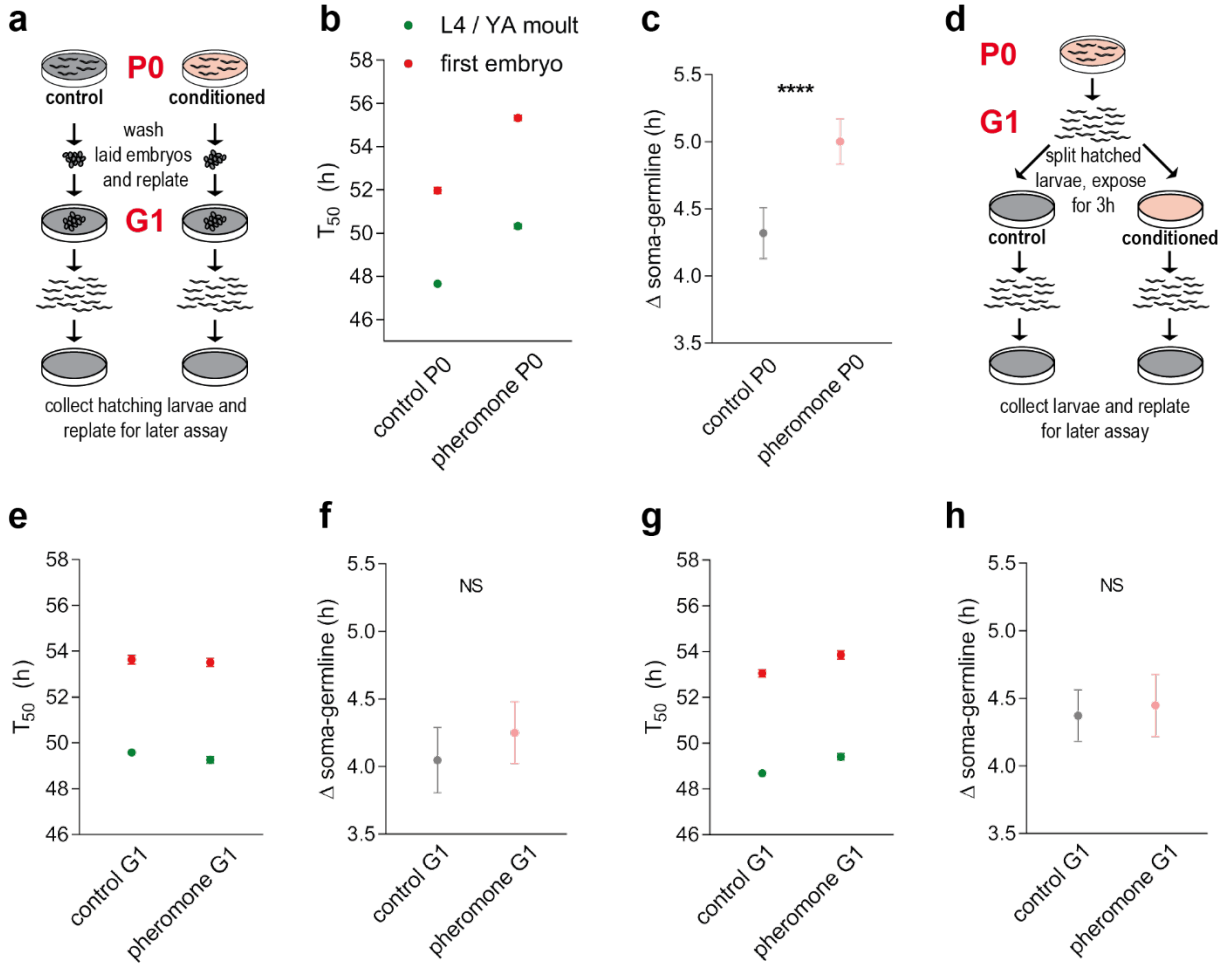 a
P0
control
conditioned
wash
laid embryos
and replate
G1
collect hatching larvae and
replate for later assay
b
L4 / YA moult
first embryo
T50 (h)
58
56
54
52
50
48
46
control P0
pheromone P0
c
Δ soma-germline (h)
5.5
5.0
4.5
4.0
3.5
****
control P0
pheromone P0
d
P0
G1
split hatched
larvae, expose
for 3h
control
conditioned
collect larvae and replate
for later assay
e
T50 (h)
58
56
54
52
50
48
46
control G1
pheromone G1
f
Δ soma-germline (h)
5.5
5.0
4.5
4.0
3.5
NS
control G1
pheromone G1
g
T50 (h)
58
56
54
52
50
48
46
control G1
pheromone G1
h
Δ soma-germline (h)
5.5
5.0
4.5
4.0
3.5
NS
control G1
pheromone G1